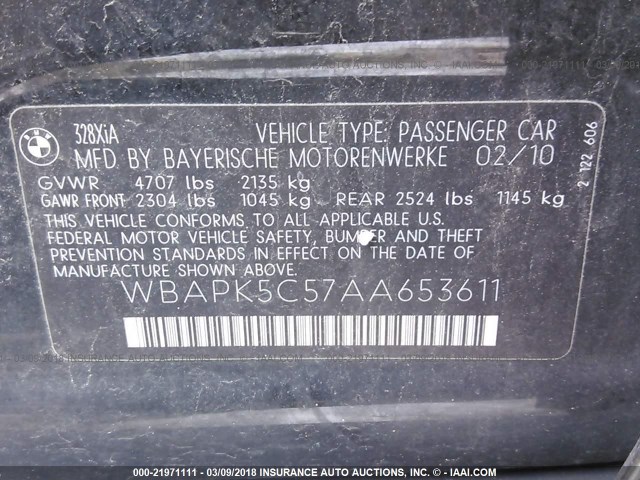 BMW
328XiA VEHICLE TYPE: PASSENGER CAR
MFD BY BAYERISCHE MOTORENWERKE 02/10
GVWR 4707 lbs 2135 kg
GAWR FRONT 2304 lbs 1045 kg REAR 2524 lbs 1145 kg
THIS VEHICLE CONFORMS TO ALL APPLICABLE U.S.
FEDERAL MOTOR VEHICLE SAFETY, BUMPER AND THEFT
PREVENTION STANDARDS IN EFFECT ON THE DATE OF
MANUFACTURE SHOWN ABOVE.
WBAPK5C57AA653611
2 122 606
000-21971111 - 03/09/2018 INSURANCE AUTO AUCTIONS, INC. - © - IAAI.COM